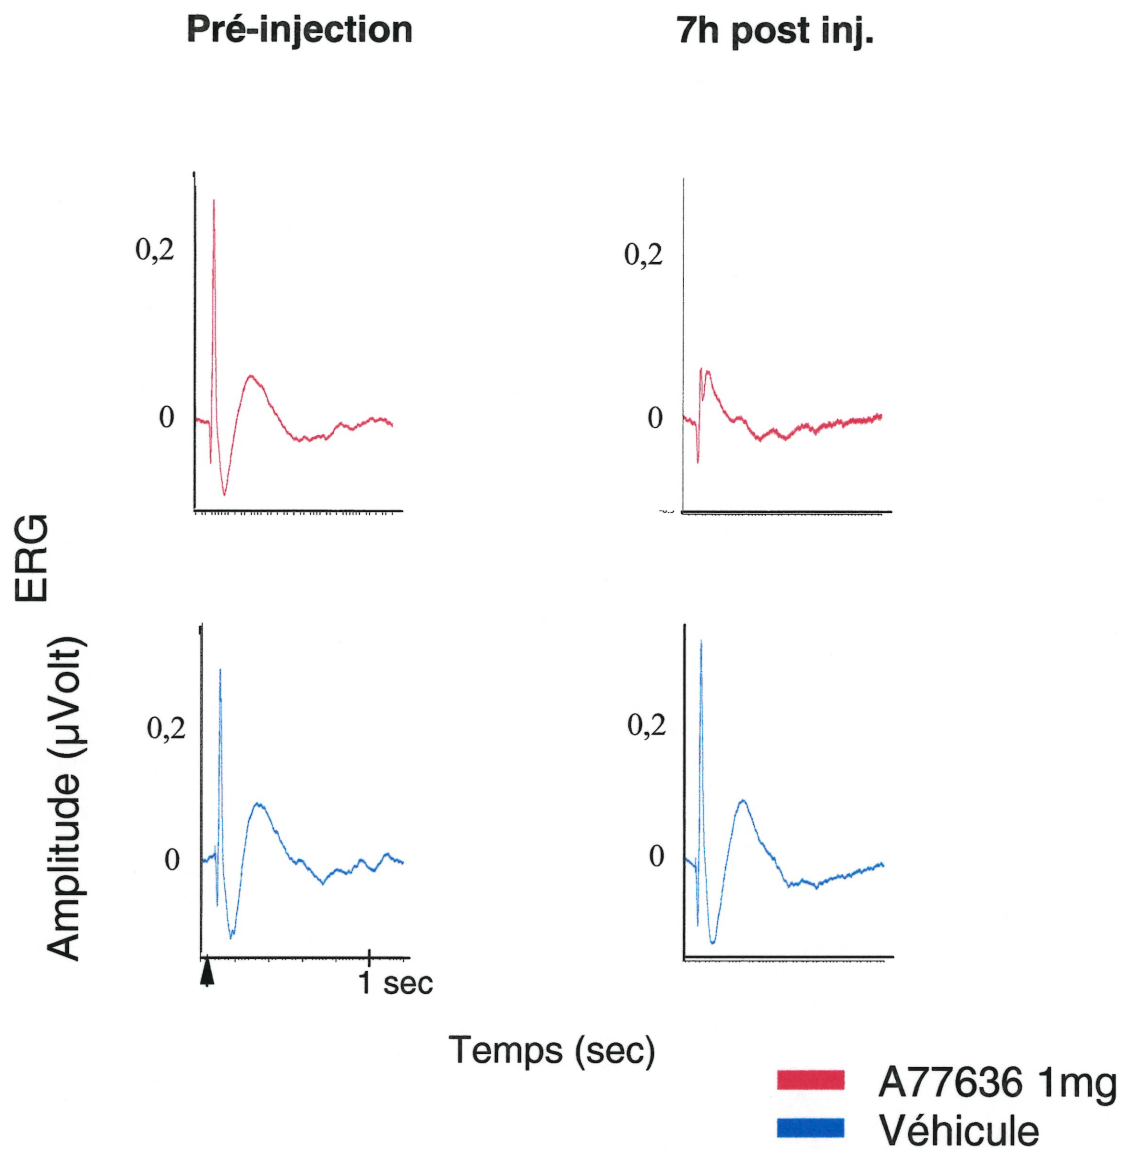 Pré-injection
7h post inj.
0,2
0,2
0
0
ERG
Amplitude (µVolt)
0,2
0,2
0
0
1 sec
Temps (sec)
A77636 1mg
Véhicule